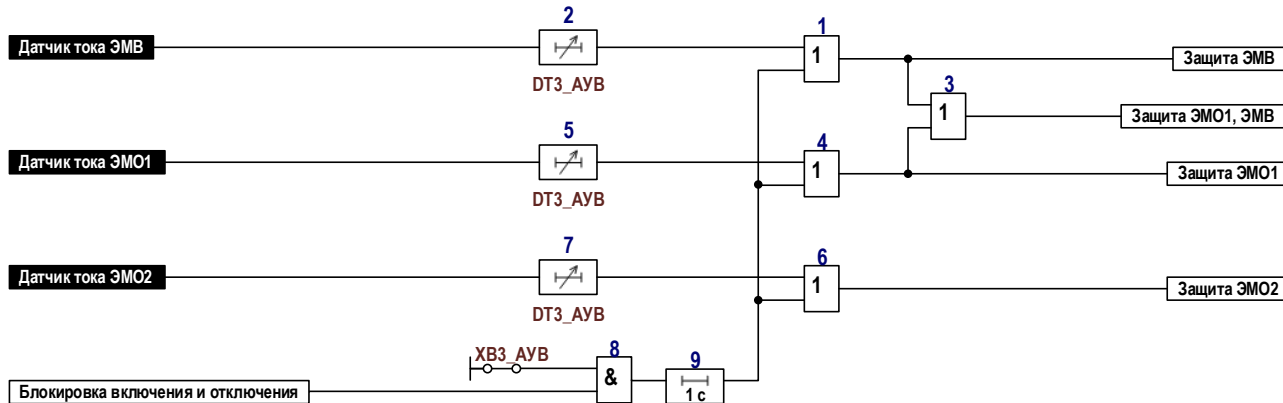 2
1
Датчик тока ЭМВ
1
Защита ЭМВ
DT3_АУВ
3
1
Защита ЭМО1, ЭМВ
5
4
Датчик тока ЭМО1
1
Защита ЭМО1
DT3_АУВ
7
6
Датчик тока ЭМО2
1
Защита ЭМО2
DT3_АУВ
XB3_АУВ
8
9
&
Блокировка включения и отключения
1 с